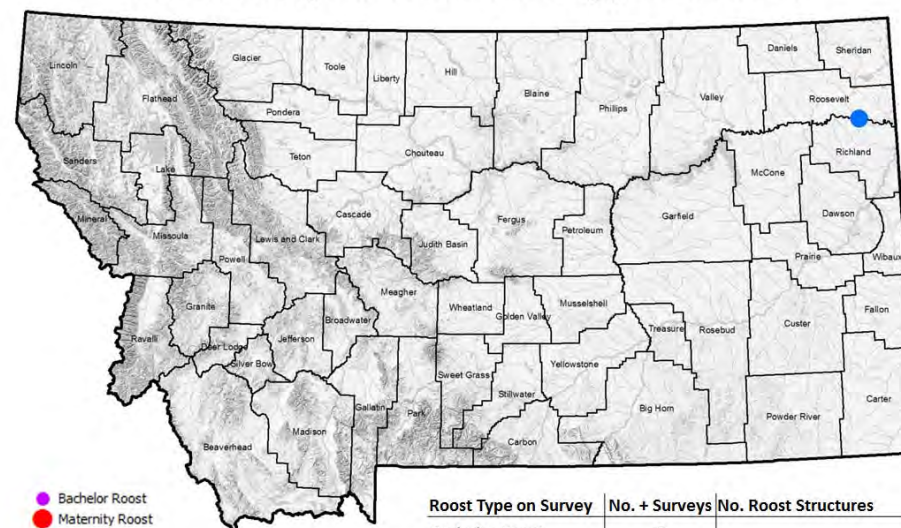 Daniels
Sheridan
Glacier
Toole
Lincoln
Liberty
Hill
Blaine
Valley
Flathead
Phillips
Roosevelt
Pondera
Richland
Teton
Chouteau
McCone
Sanders
Lake
Dawson
Cascade
Fergus
Garfield
Mineral
Missoula
Lewis and Clark
Judith Basin
Petroleum
Powell
Prairie
Wibaux
Meagher
Granite
Wheatland
Musselshell
Fallon
Broadwater
Golden Valley
Custer
Ravalli
Jefferson
Treasure
Rosebud
Deer Lodge
Silver Bow
Yellowstone
Sweet Grass
Stillwater
Carter
Gallatin
Park
Big Horn
Powder River
Madison
Beaverhead
Carbon
Bachelor Roost
Maternity Roost
Roost Type on Survey No. + Surveys No. Roost Structures